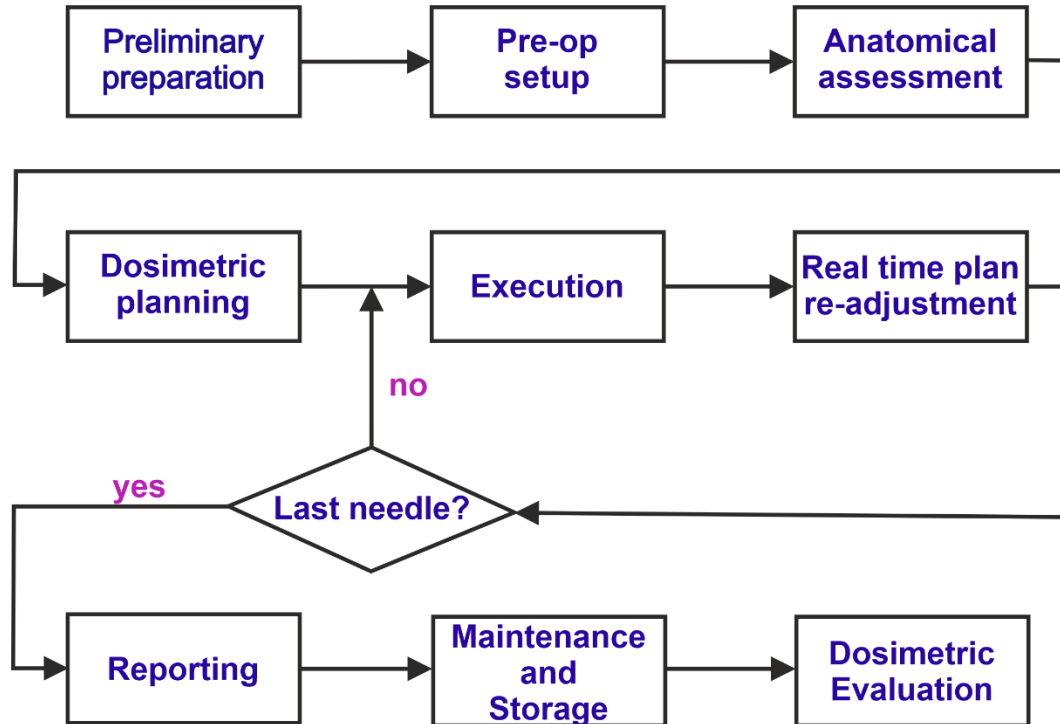 Preliminary
preparation
Pre-op
setup
Anatomical
assessment
Dosimetric
planning
Execution
Real time plan
re-adjustment
no
yes
Last needle?
Reporting
Maintenance
and
Storage
Dosimetric
Evaluation